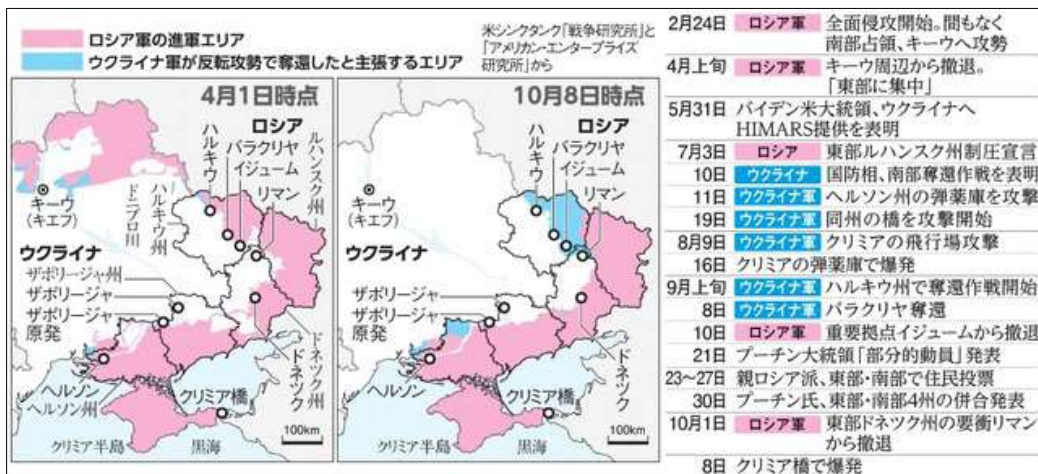 ロシア軍の進軍エリア
ウクライナ軍が反転攻勢で奪還したと主張するエリア
米シンクタンク「戦争研究所」と
「アメリカン・エンタープライズ
研究所」から
4月1日時点
ロシア
ハルキウ
バラクリヤ
イジューム
リマン
ルハンスク州
キーウ
(キエフ)
ドニプロ川
ハルキウ州
ウクライナ
ザポリージャ州
ザポリージャ
ザポリージャ
原発
ヘルソン
ヘルソン州
ドネツク
ドネツク州
クリミア橋
クリミア半島
黒海
100km
10月8日時点
ロシア
ハルキウ
バラクリヤ
イジューム
リマン
キーウ
(キエフ)
ウクライナ
ザポリージャ
ザポリージャ
原発
ヘルソン
ドネツク
クリミア橋
クリミア半島
黒海
100km
2月24日 ロシア軍 全面侵攻開始。間もなく
南部占領、キーウへ攻勢
4月上旬 ロシア軍 キーウ周辺から撤退。
「東部に集中」
5月31日 バイデン米大統領、ウクライナへ
HIMARS提供を表明
7月3日 ロシア 東部ルハンスク州制圧宣言
10日 ウクライナ 国防相、南部奪還作戦を表明
11日 ウクライナ軍 ヘルソン州の弾薬庫を攻撃
19日 ウクライナ軍 同州の橋を攻撃開始
8月9日 ウクライナ軍 クリミアの飛行場攻撃
16日 クリミアの弾薬庫で爆発
9月上旬 ウクライナ軍 ハルキウ州で奪還作戦開始
8日 ウクライナ軍 バラクリヤ奪還
10日 ロシア軍 重要拠点イジュームから撤退
21日 プーチン大統領「部分的動員」発表
23~27日 親ロシア派、東部・南部で住民投票
30日 プーチン氏、東部・南部4州の併合発表
10月1日 ロシア軍 東部ドネツク州の要衝リマン
から撤退
8日 クリミア橋で爆発